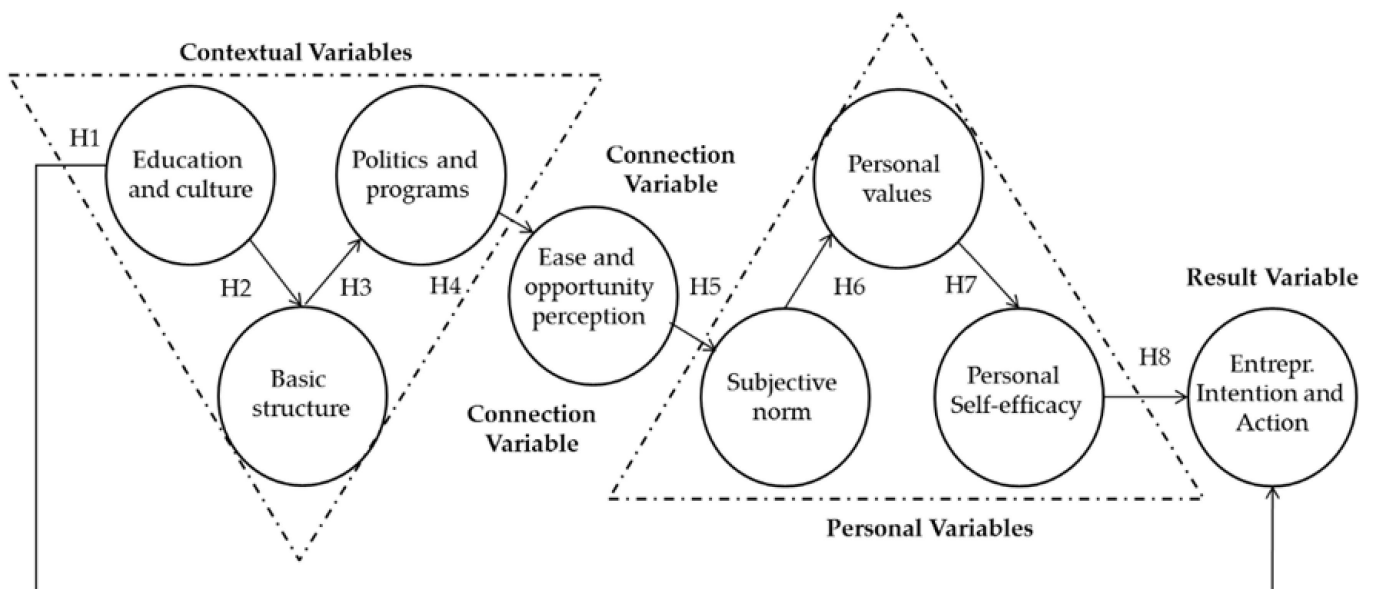 Contextual Variables
H1
Education
and culture
Politics and
programs
H2
H3
H4
Basic
structure
Connection
Variable
Ease and
opportunity
perception
Connection
Variable
H5
Personal
values
H6
H7
Subjective
norm
Personal
Self-efficacy
Personal Variables
H8
Result Variable
Entrepr.
Intention and
Action